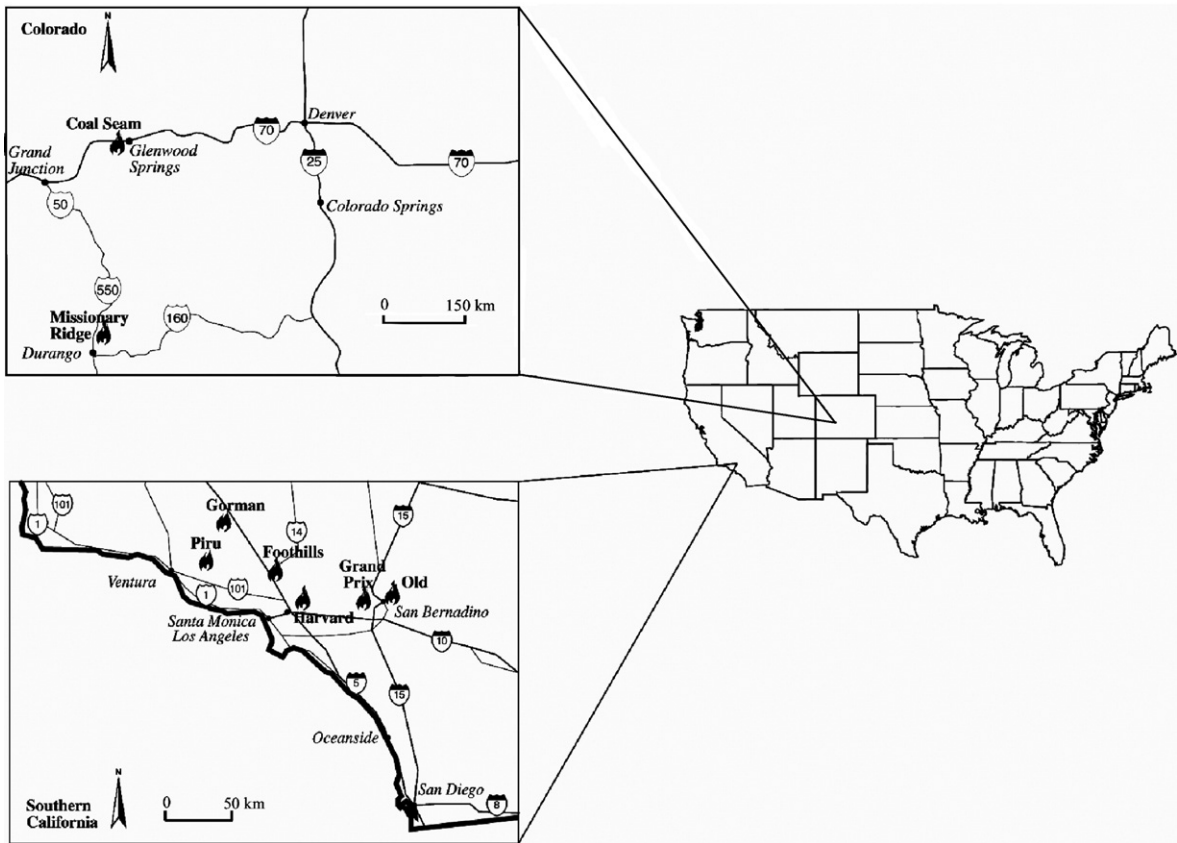 N
Colorado
Denver
Coal Seam
70
Glenwood
Springs
Grand
Junction
25
70
50
Colorado Springs
550
Missionary
Ridge
160
0 150 km
Durango
101
1
Gorman
14
15
Piru
Foothills
Grand
Prix
Old
Ventura
101
1
Harvard
San Bernadino
Santa Monica
Los Angeles
10
5
15
Oceanside
N
San Diego
0 50 km
8
Southern
California